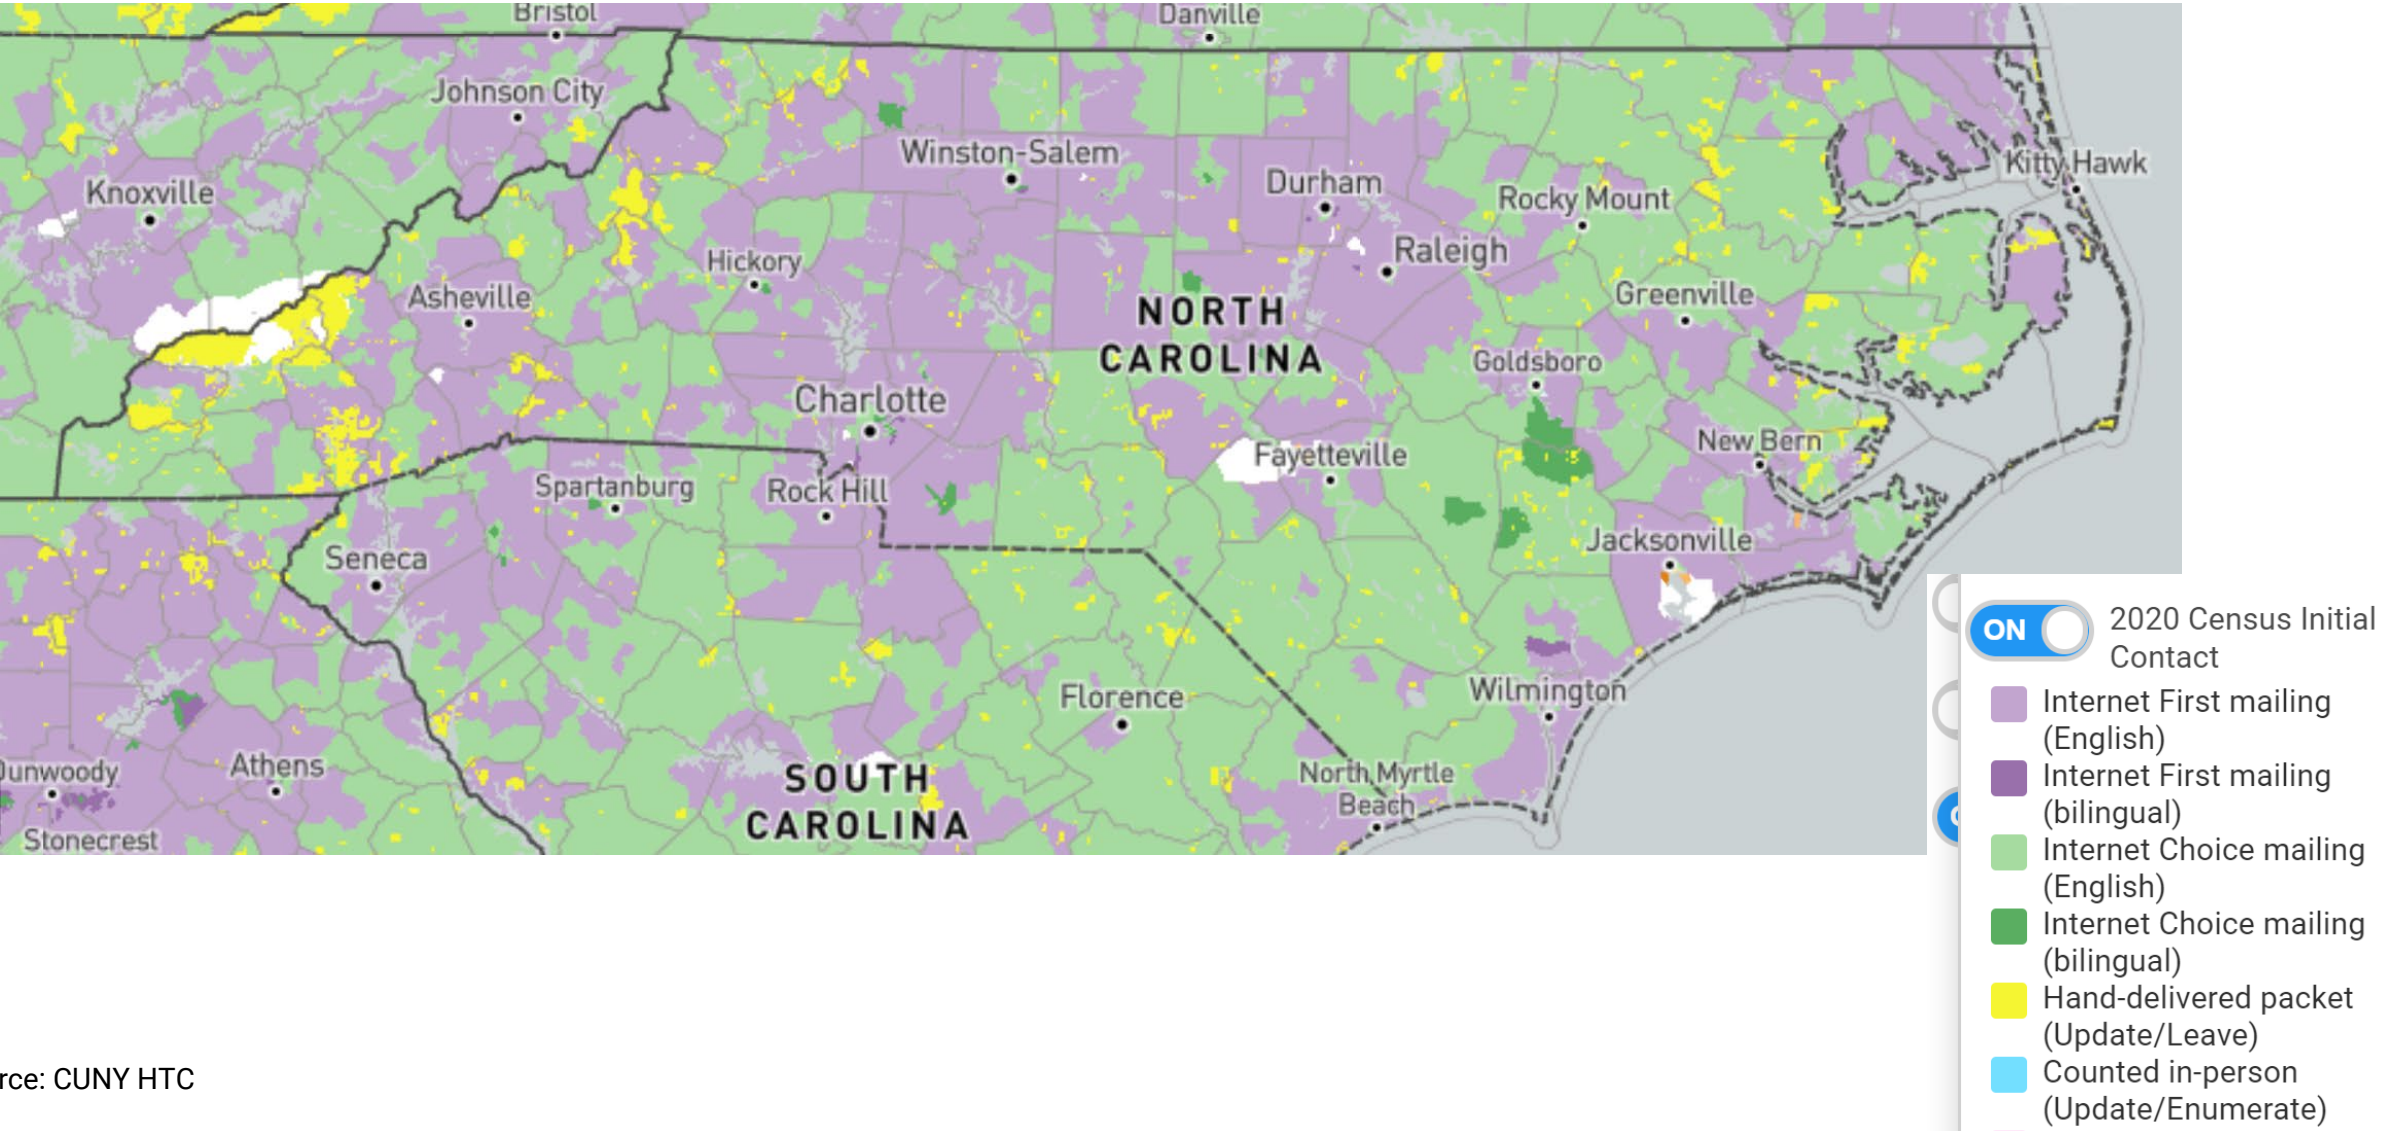 Bristol
Danville
Johnson City
Winston-Salem
Kitty Hawk
Knoxville
Durham
Rocky Mount
Raleigh
Hickory
Asheville
Greenville
NORTH
CAROLINA
Goldsboro
Charlotte
New Bern
Fayetteville
Spartanburg
Rock Hill
Jacksonville
Seneca
Wilmington
Florence
Athens
Dunwoody
North Myrtle
Beach
SOUTH
CAROLINA
Stonecrest
ON
2020 Census Initial
Contact
Internet First mailing
(English)
Internet First mailing
(bilingual)
Internet Choice mailing
(English)
Internet Choice mailing
(bilingual)
Hand-delivered packet
(Update/Leave)
Counted in-person
(Update/Enumerate)
rce: CUNY HTC